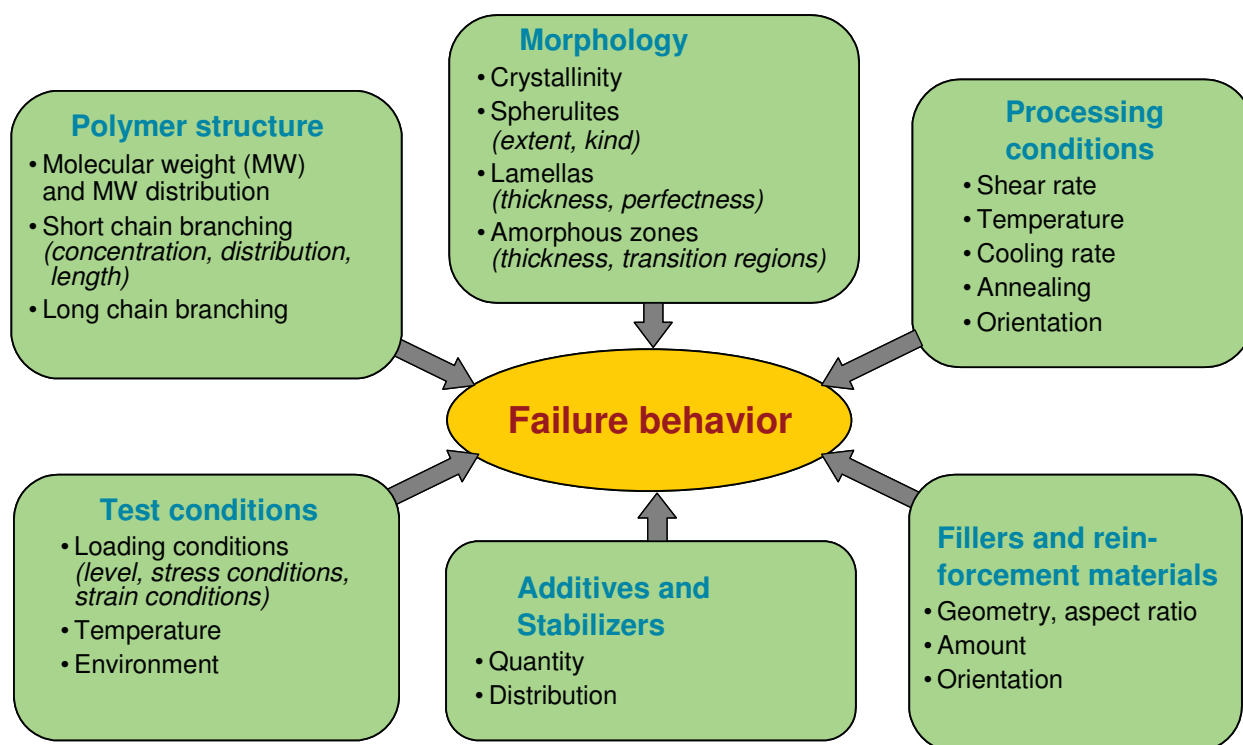 Polymer structure
• Molecular weight (MW)
and MW distribution
• Short chain branching
(concentration, distribution,
length)
• Long chain branching
Morphology
• Crystallinity
• Spherulites
(extent, kind)
• Lamellas
(thickness, perfectness)
• Amorphous zones
(thickness, transition regions)
Processing
conditions
• Shear rate
• Temperature
• Cooling rate
• Annealing
• Orientation
Failure behavior
Test conditions
• Loading conditions
(level, stress conditions,
strain conditions)
• Temperature
• Environment
Additives and
Stabilizers
• Quantity
• Distribution
Fillers and rein-
forcement materials
• Geometry, aspect ratio
• Amount
• Orientation